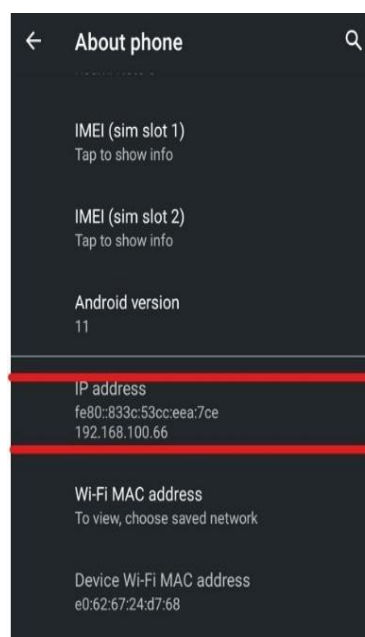 About phone
IMEI (sim slot 1)
Tap to show info
IMEI (sim slot 2)
Tap to show info
Android version
11
IP address
fe80::833c:53cc:eea:7ce
192.168.100.66
Wi-Fi MAC address
To view, choose saved network
Device Wi-Fi MAC address
e0:62:67:24:d7:68